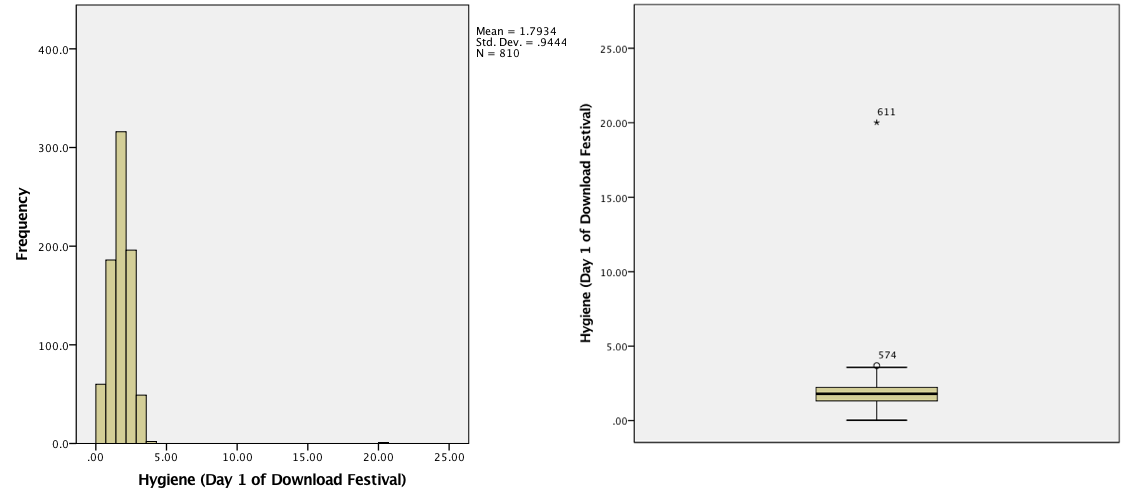 400.0
300.0
200.0
100.0
0.0
Frequency
.00 5.00 10.00 15.00 20.00 25.00
Hygiene (Day 1 of Download Festival)
Mean = 1.7934
Std. Dev. = .9444
N = 810
25.00
20.00
15.00
10.00
5.00
.00
Hygiene (Day 1 of Download Festival)
611
574